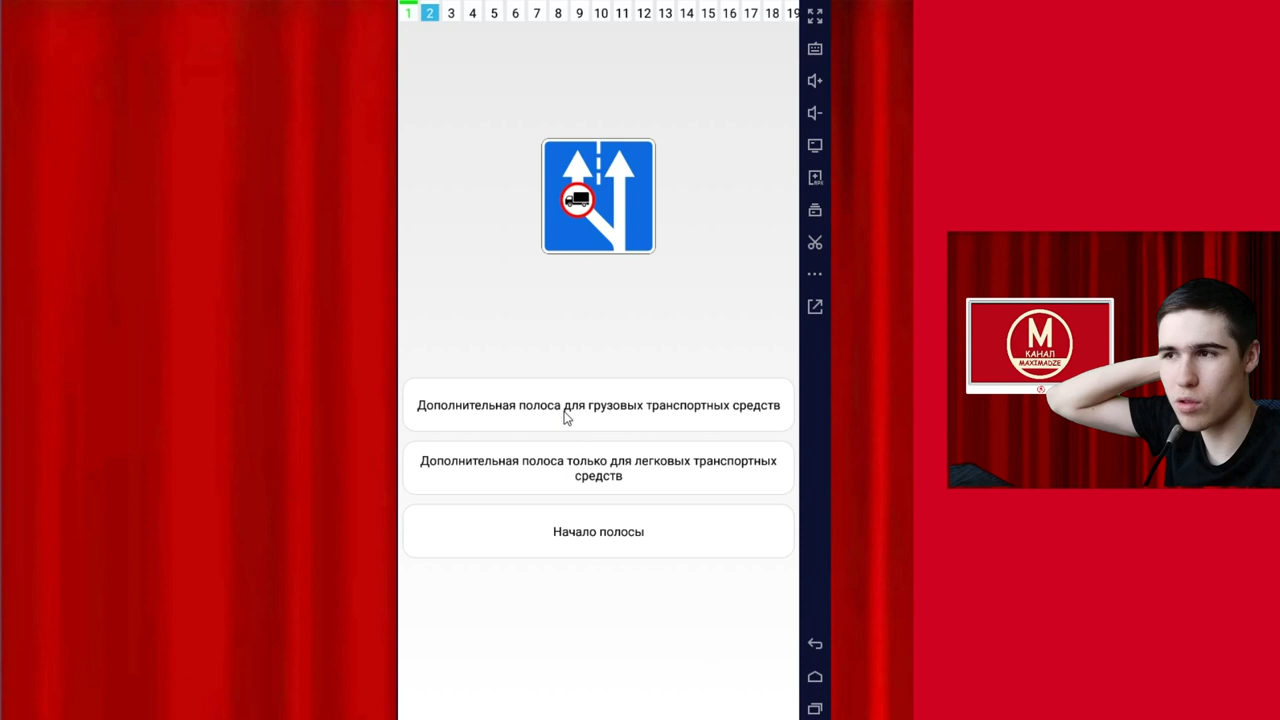 1 2 3 4 5 6 7 8 9 10 11 12 13 14 15 16 17 18 19
Дополнительная полоса для грузовых транспортных средств
Дополнительная полоса только для легковых транспортных
средств
Начало полосы
М
КАНАЛ
MAXIMADZE